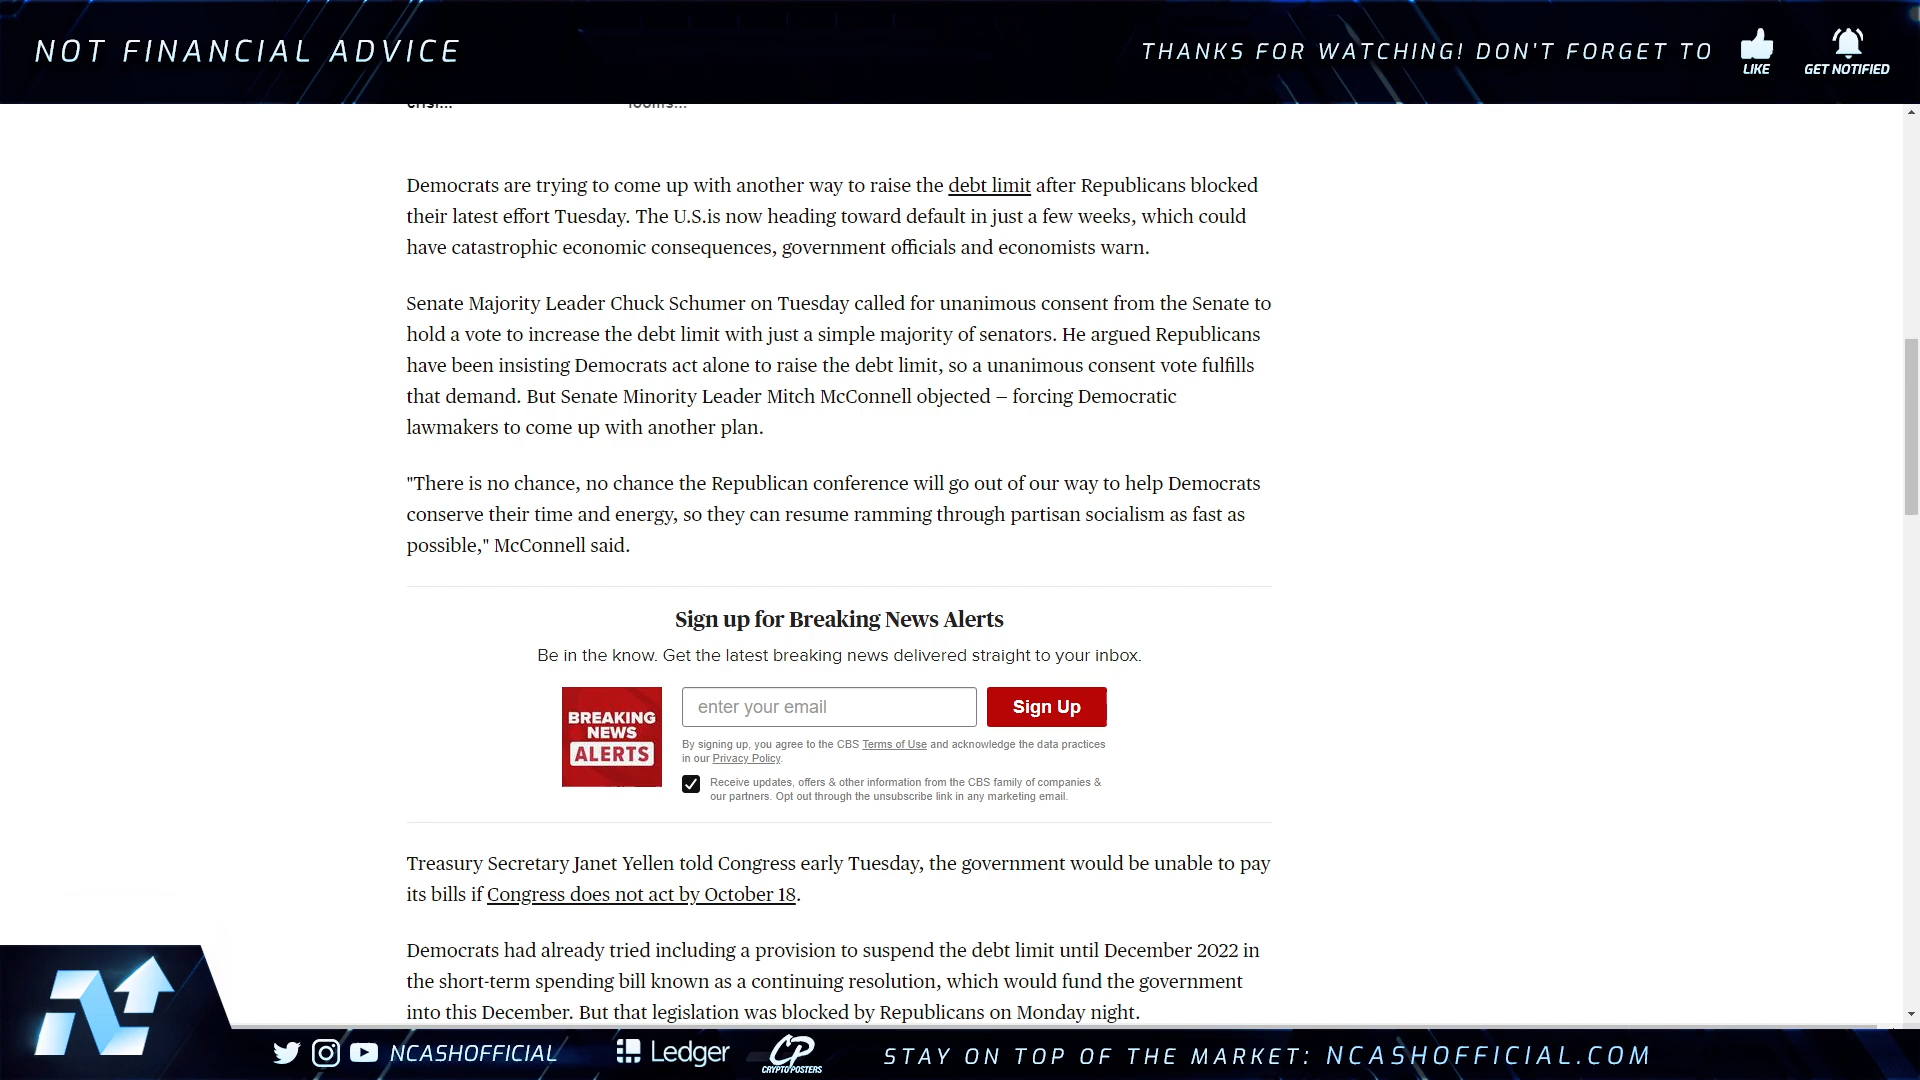 NOT FINANCIAL ADVICE
THANKS FOR WATCHING! DON'T FORGET TO
LIKE
GET NOTIFIED
Democrats are trying to come up with another way to raise the debt limit after Republicans blocked
their latest effort Tuesday. The U.S.is now heading toward default in just a few weeks, which could
have catastrophic economic consequences, government officials and economists warn.
Senate Majority Leader Chuck Schumer on Tuesday called for unanimous consent from the Senate to
hold a vote to increase the debt limit with just a simple majority of senators. He argued Republicans
have been insisting Democrats act alone to raise the debt limit, so a unanimous consent vote fulfills
that demand. But Senate Minority Leader Mitch McConnell objected — forcing Democratic
lawmakers to come up with another plan.
"There is no chance, no chance the Republican conference will go out of our way to help Democrats
conserve their time and energy, so they can resume ramming through partisan socialism as fast as
possible," McConnell said.
Sign up for Breaking News Alerts
Be in the know. Get the latest breaking news delivered straight to your inbox.
BREAKING
NEWS
ALERTS
enter your email
Sign Up
By signing up, you agree to the CBS Terms of Use and acknowledge the data practices
in our Privacy Policy.
Receive updates, offers & other information from the CBS family of companies &
our partners. Opt out through the unsubscribe link in any marketing email.
Treasury Secretary Janet Yellen told Congress early Tuesday, the government would be unable to pay
its bills if Congress does not act by October 18.
Democrats had already tried including a provision to suspend the debt limit until December 2022 in
the short-term spending bill known as a continuing resolution, which would fund the government
into this December. But that legislation was blocked by Republicans on Monday night.
NCASHOFFICIAL
Ledger
CP
CRYPTOPOSTERS
STAY ON TOP OF THE MARKET: NCASHOFFICIAL.COM